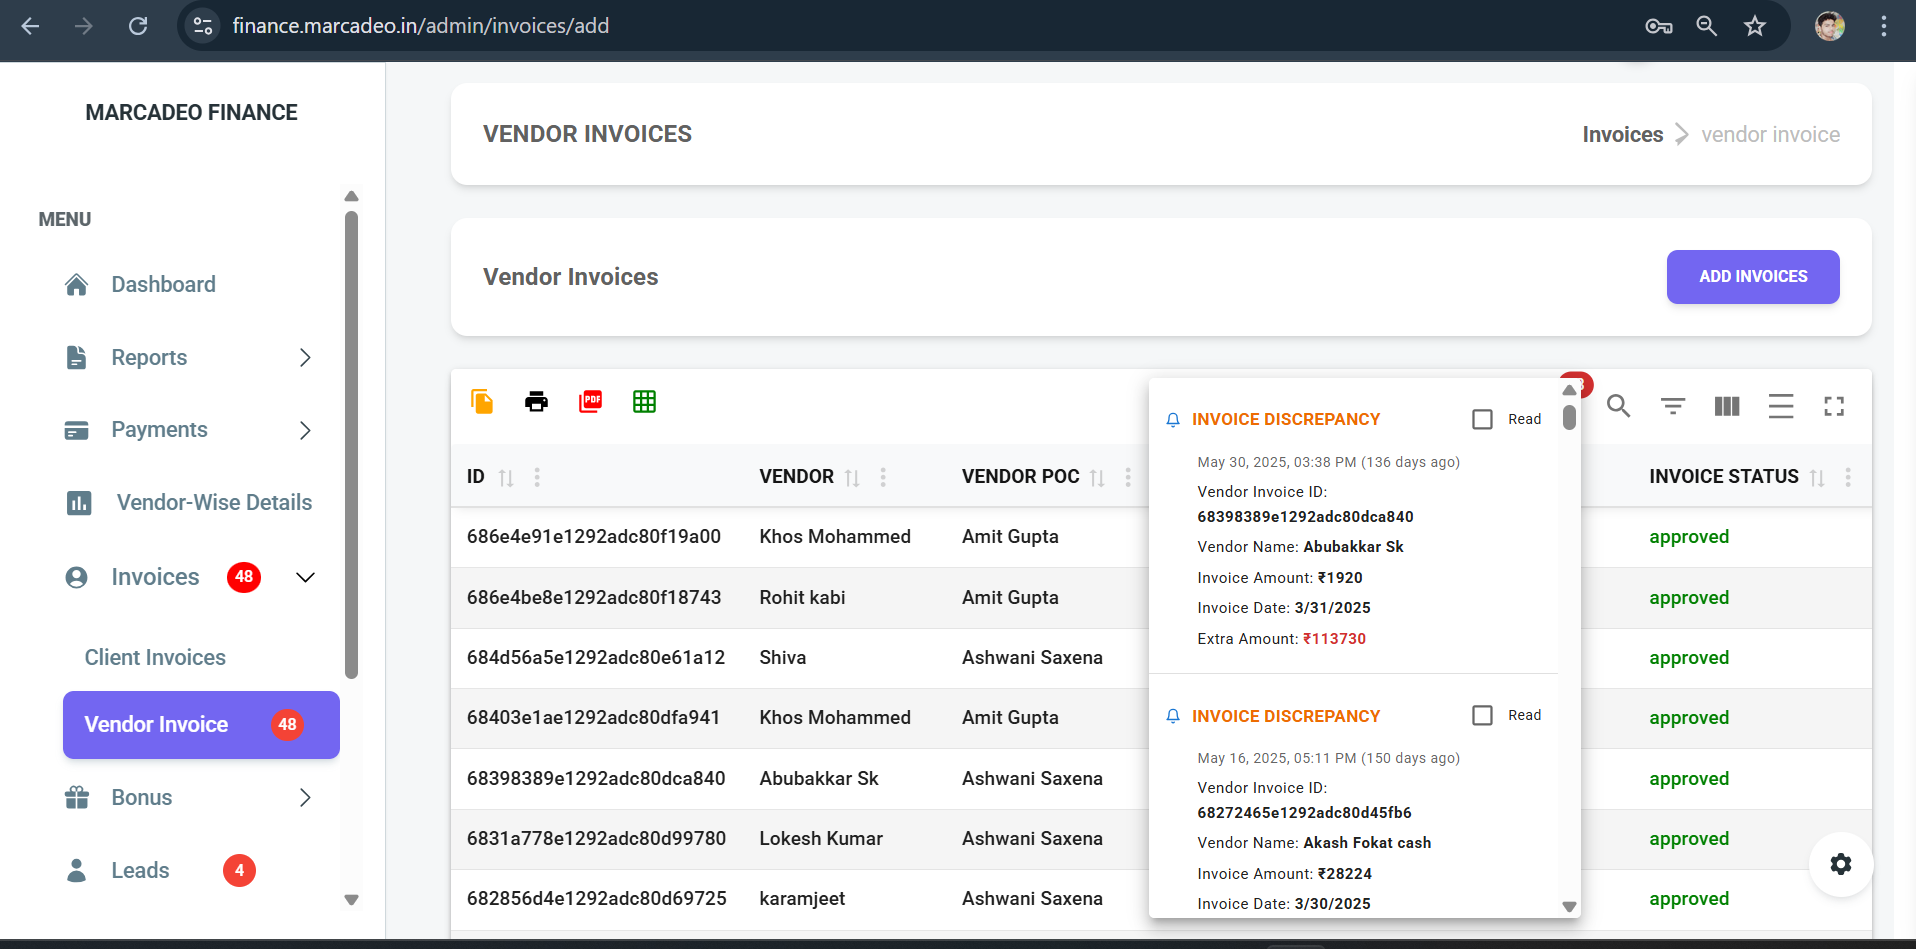 finance.marcadeo.in/admin/invoices/add
MARCADEO FINANCE
MENU
Dashboard
Reports
Payments
Vendor-Wise Details
Invoices 48
Client Invoices
Vendor Invoice 48
Bonus
Leads 4
VENDOR INVOICES
Invoices vendor invoice
Vendor Invoices
ADD INVOICES
PDF
ID VENDOR VENDOR POC INVOICE STATUS
686e4e91e1292adc80f19a00 Khos Mohammed Amit Gupta approved
686e4be8e1292adc80f18743 Rohit kabi Amit Gupta approved
684d56a5e1292adc80e61a12 Shiva Ashwani Saxena approved
68403e1ae1292adc80dfa941 Khos Mohammed Amit Gupta approved
68398389e1292adc80dca840 Abubakkar Sk Ashwani Saxena approved
6831a778e1292adc80d99780 Lokesh Kumar Ashwani Saxena approved
682856d4e1292adc80d69725 karamjeet Ashwani Saxena approved
INVOICE DISCREPANCY Read
May 30, 2025, 03:38 PM (136 days ago)
Vendor Invoice ID:
68398389e1292adc80dca840
Vendor Name: Abubakkar Sk
Invoice Amount: ₹1920
Invoice Date: 3/31/2025
Extra Amount: ₹113730
INVOICE DISCREPANCY Read
May 16, 2025, 05:11 PM (150 days ago)
Vendor Invoice ID:
68272465e1292adc80d45fb6
Vendor Name: Akash Fokat cash
Invoice Amount: ₹28224
Invoice Date: 3/30/2025